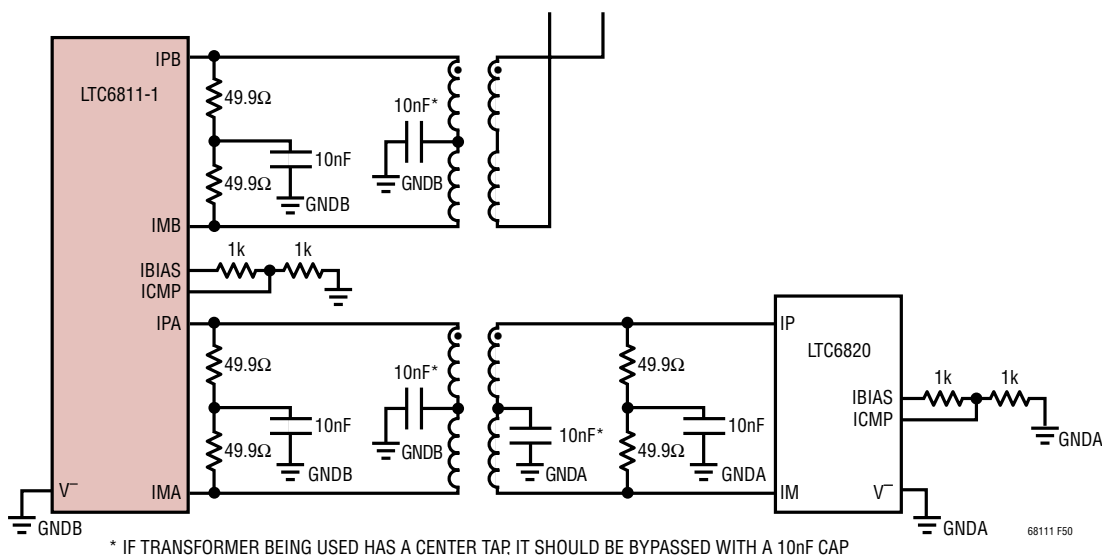 IPB
LTC6811-1
49.9Ω
10nF*
10nF
49.9Ω
GNDB
GNDB
IMB
1k
1k
IBIAS
ICMP
IPA
IP
LTC6820
49.9Ω
49.9Ω
10nF*
1k
1k
IBIAS
10nF
10nF*
10nF
ICMP
49.9Ω
49.9Ω
GNDA
GNDB
GNDB
GNDA
GNDA
V–
IMA
IM
V–
GNDB
GNDA
68111 F50
* IF TRANSFORMER BEING USED HAS A CENTER TAP, IT SHOULD BE BYPASSED WITH A 10nF CAP